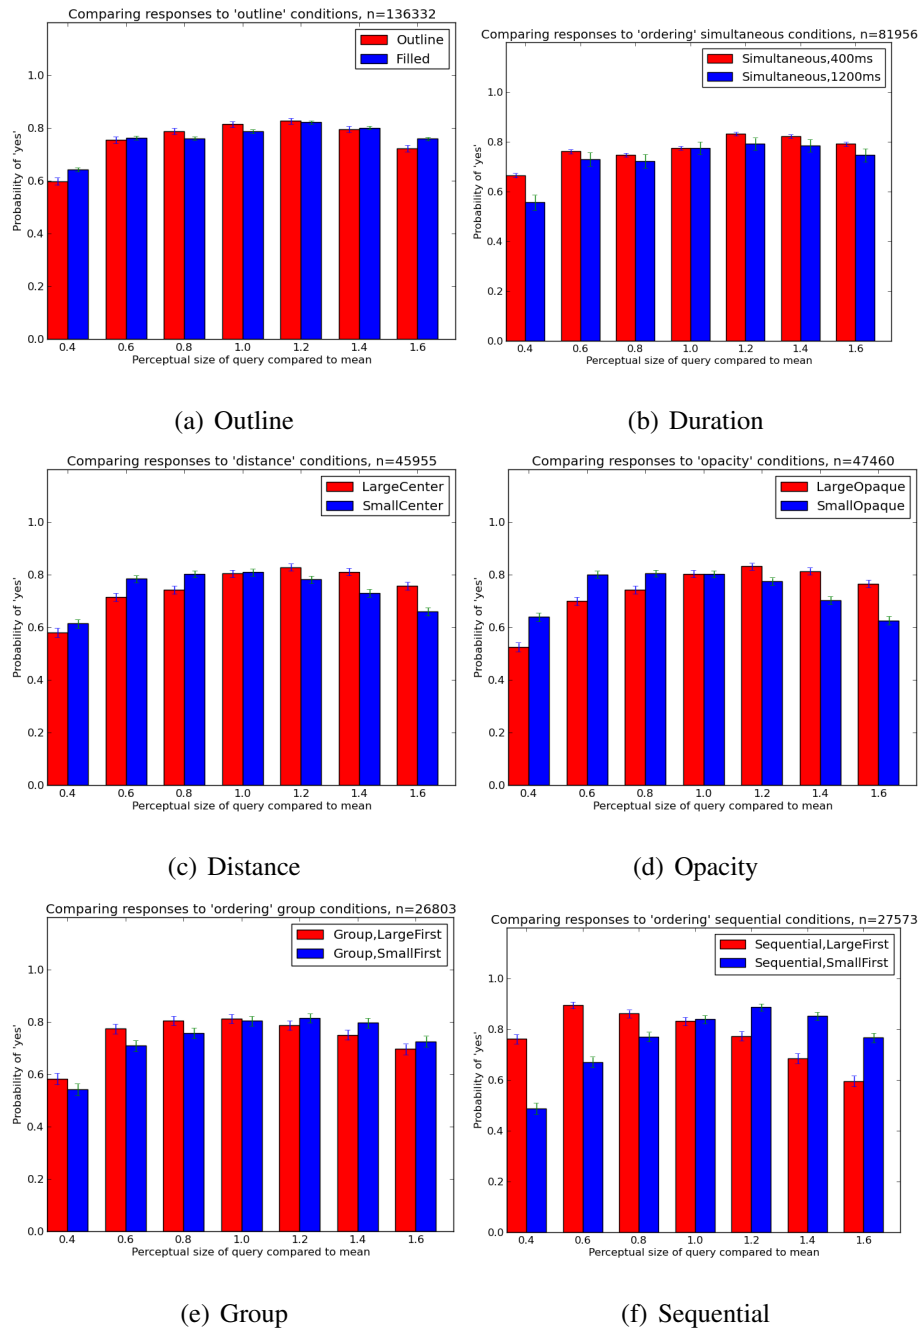 Comparing responses to 'outline' conditions, n=136332
Outline
Filled
Probability of 'yes'
1.0
0.8
0.6
0.4
0.2
0.0
0.4 0.6 0.8 1.0 1.2 1.4 1.6
Perceptual size of query compared to mean
(a) Outline
Comparing responses to 'ordering' simultaneous conditions, n=81956
Simultaneous,400ms
Simultaneous,1200ms
Probability of 'yes'
1.0
0.8
0.6
0.4
0.2
0.0
0.4 0.6 0.8 1.0 1.2 1.4 1.6
Perceptual size of query compared to mean
(b) Duration
Comparing responses to 'distance' conditions, n=45955
LargeCenter
SmallCenter
Probability of 'yes'
1.0
0.8
0.6
0.4
0.2
0.0
0.4 0.6 0.8 1.0 1.2 1.4 1.6
Perceptual size of query compared to mean
(c) Distance
Comparing responses to 'opacity' conditions, n=47460
LargeOpaque
SmallOpaque
Probability of 'yes'
1.0
0.8
0.6
0.4
0.2
0.0
0.4 0.6 0.8 1.0 1.2 1.4 1.6
Perceptual size of query compared to mean
(d) Opacity
Comparing responses to 'ordering' group conditions, n=26803
Group,LargeFirst
Group,SmallFirst
Probability of 'yes'
1.0
0.8
0.6
0.4
0.2
0.0
0.4 0.6 0.8 1.0 1.2 1.4 1.6
Perceptual size of query compared to mean
(e) Group
Comparing responses to 'ordering' sequential conditions, n=27573
Sequential,LargeFirst
Sequential,SmallFirst
Probability of 'yes'
1.0
0.8
0.6
0.4
0.2
0.0
0.4 0.6 0.8 1.0 1.2 1.4 1.6
Perceptual size of query compared to mean
(f) Sequential